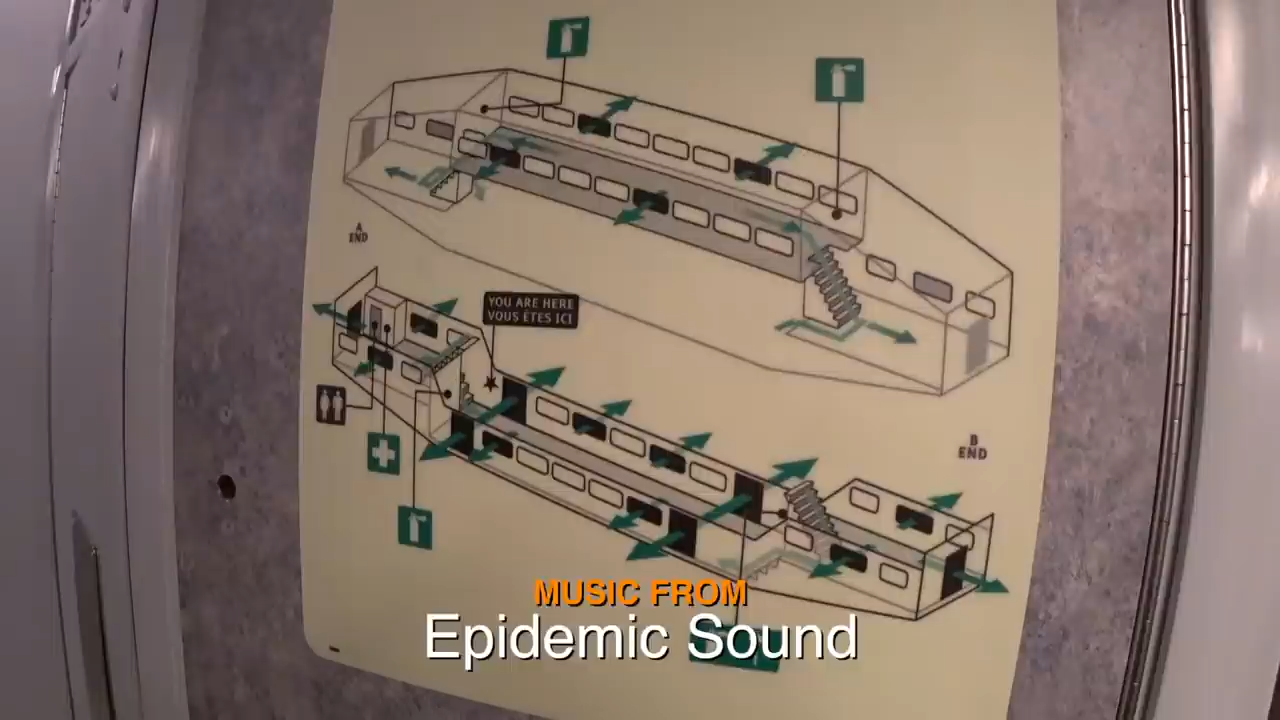 A
END
YOU ARE HERE
VOUS ÊTES ICI
B
END
MUSIC FROM
Epidemic Sound